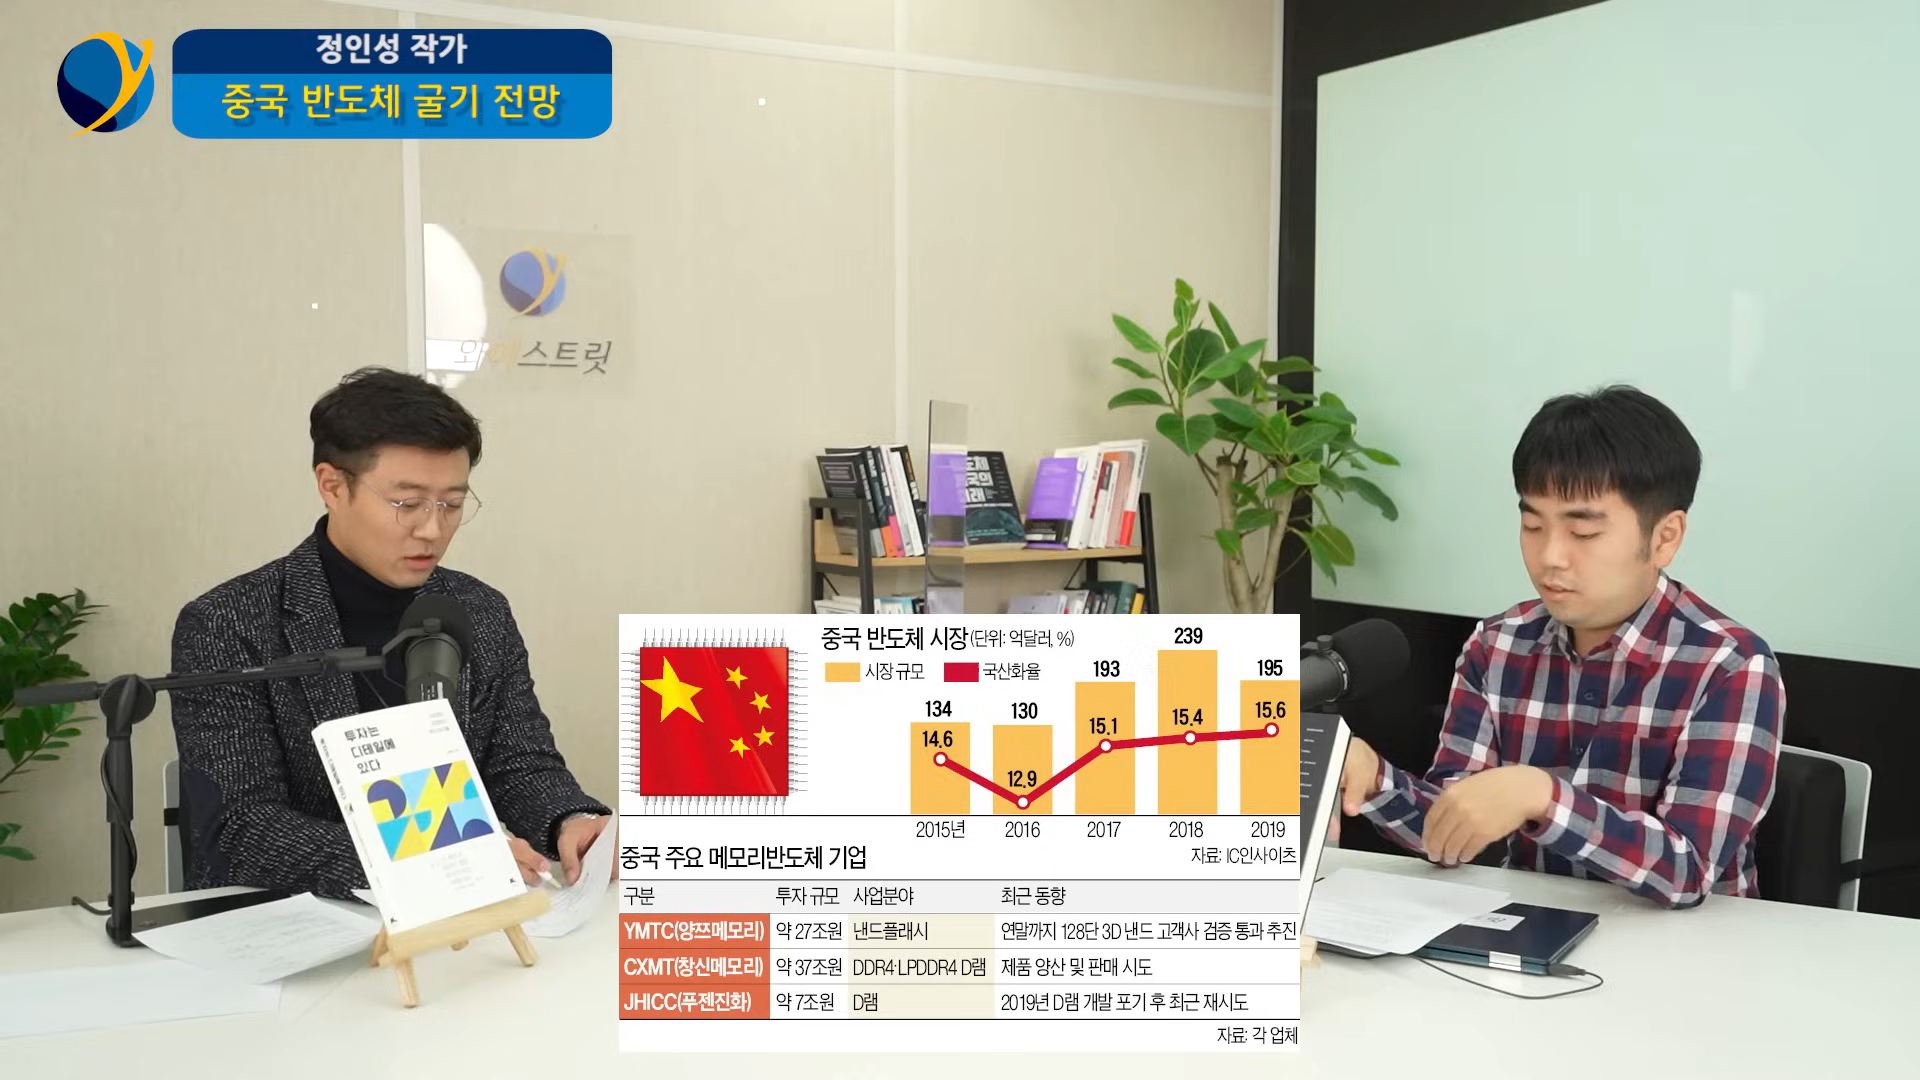 정인성 작가
중국 반도체 굴기 전망
와이스트릿
투자는
디테일에
있다
중국 반도체 시장 (단위: 억달러, %)
시장 규모 국산화율
134 130 193 239 195
14.6 12.9 15.1 15.4 15.6
2015년 2016 2017 2018 2019
중국 주요 메모리반도체 기업 자료: IC인사이츠
구분 투자 규모 사업분야 최근 동향
YMTC(양쯔메모리) 약 27조원 낸드플래시 연말까지 128단 3D 낸드 고객사 검증 통과 추진
CXMT(창신메모리) 약 37조원 DDR4·LPDDR4 D램 제품 양산 및 판매 시도
JHICC(푸젠진화) 약 7조원 D램 2019년 D램 개발 포기 후 최근 재시도
자료: 각 업체